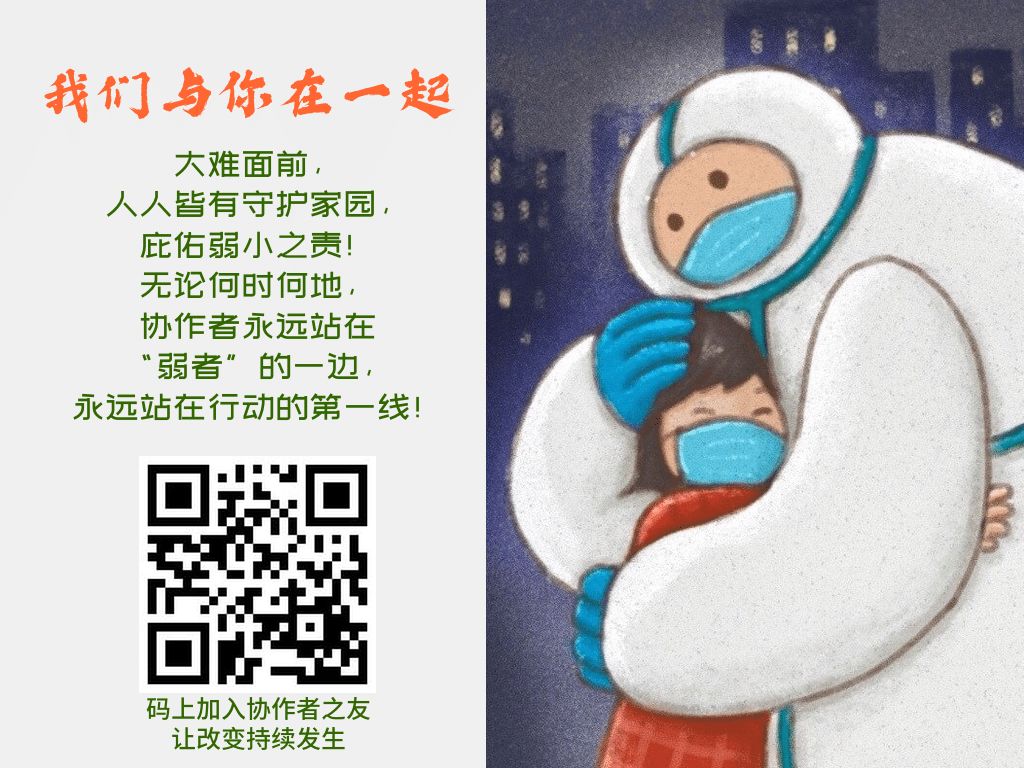 我们与你在一起
大难面前，
人人皆有守护家园，
庇佑弱小之责！
无论何时何地，
协作者永远站在
“弱者”的一边，
永远站在行动的第一线！
码上加入协作者之友
让改变持续发生